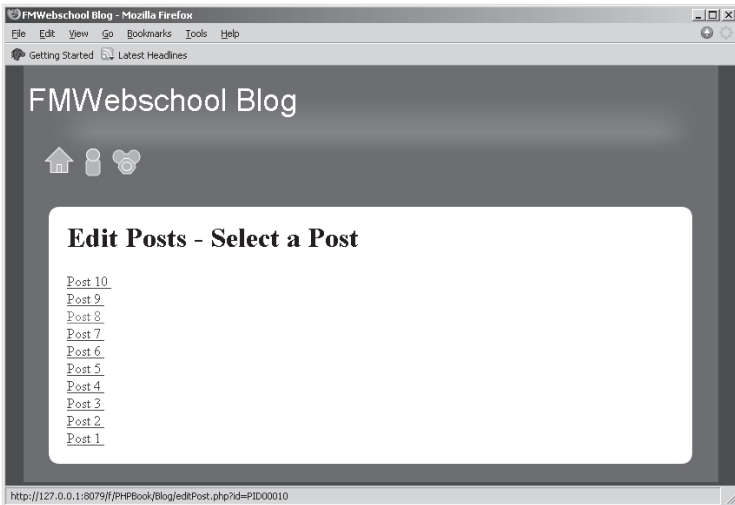 FMWebschool Blog - Mozilla Firefox
File Edit View Go Bookmarks Tools Help
Getting Started Latest Headlines
FMWebschool Blog
Edit Posts - Select a Post
Post 10
Post 9
Post 8
Post 7
Post 6
Post 5
Post 4
Post 3
Post 2
Post 1
http://127.0.0.1:8079/f/PHPBook/Blog/editPost.php?id=PID00010